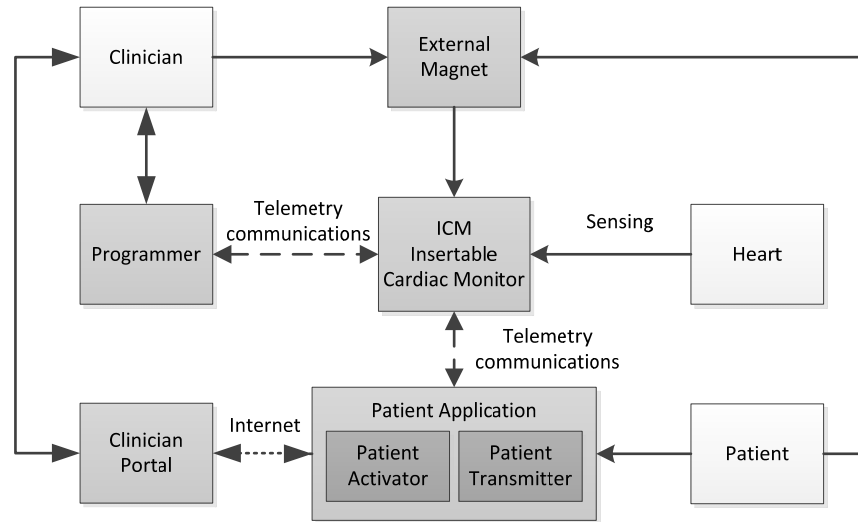 Clinician
External
Magnet
Telemetry
communications
Programmer
ICM
Insertable
Cardiac Monitor
Sensing
Heart
Telemetry
communications
Patient Application
Internet
Clinician
Portal
Patient
Activator
Patient
Transmitter
Patient